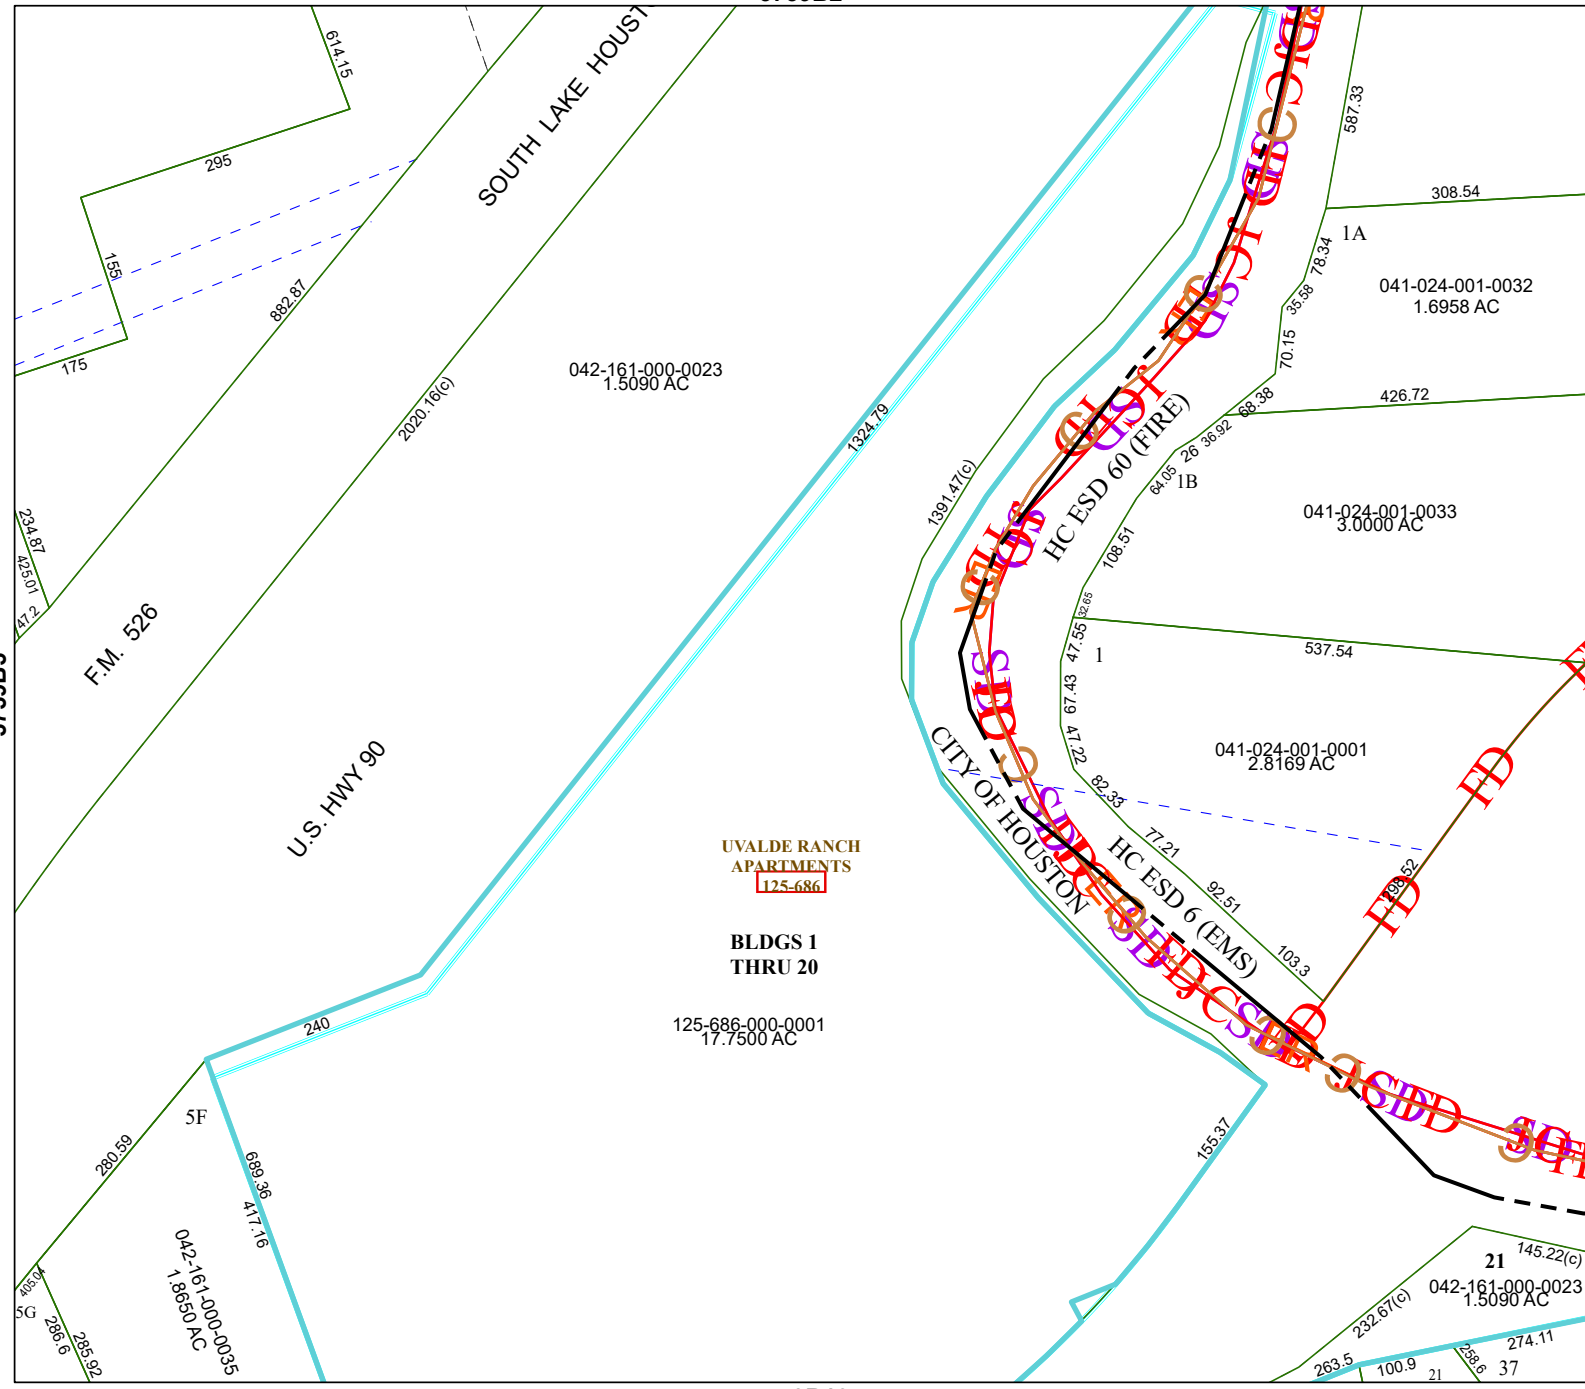 614.15
SOUTH LAKE HOUST
295
155
882.87
175
2020.16(c)
042-161-000-0023
1.5090 AC
1324.79
587.33
308.54
1A
78.34
041-024-001-0032
1.6958 AC
35.58
70.15
68.38
426.72
36.92
26
64.05
1B
1391.47(c)
HC ESD 60 (FIRE)
041-024-001-0033
3.0000 AC
108.51
32.65
234.87
425.01
47.2
F.M. 526
47.55
1
537.54
67.43
47.22
041-024-001-0001
2.8169 AC
U.S. HWY 90
CITY OF HOUSTON
82.33
77.21
HC ESD 6 (EMS)
92.51
298.52
FD
FD
UVALDE RANCH
APARTMENTS
125-686
BLDGS 1
THRU 20
103.3
240
125-686-000-0001
17.7500 AC
5F
280.59
689.36
417.16
155.37
042-161-000-0035
1.8650 AC
405.04
5G
286.6
285.92
21
145.22(c)
042-161-000-0023
1.5090 AC
232.67(c)
274.11
263.5
100.9
21
258.6
37